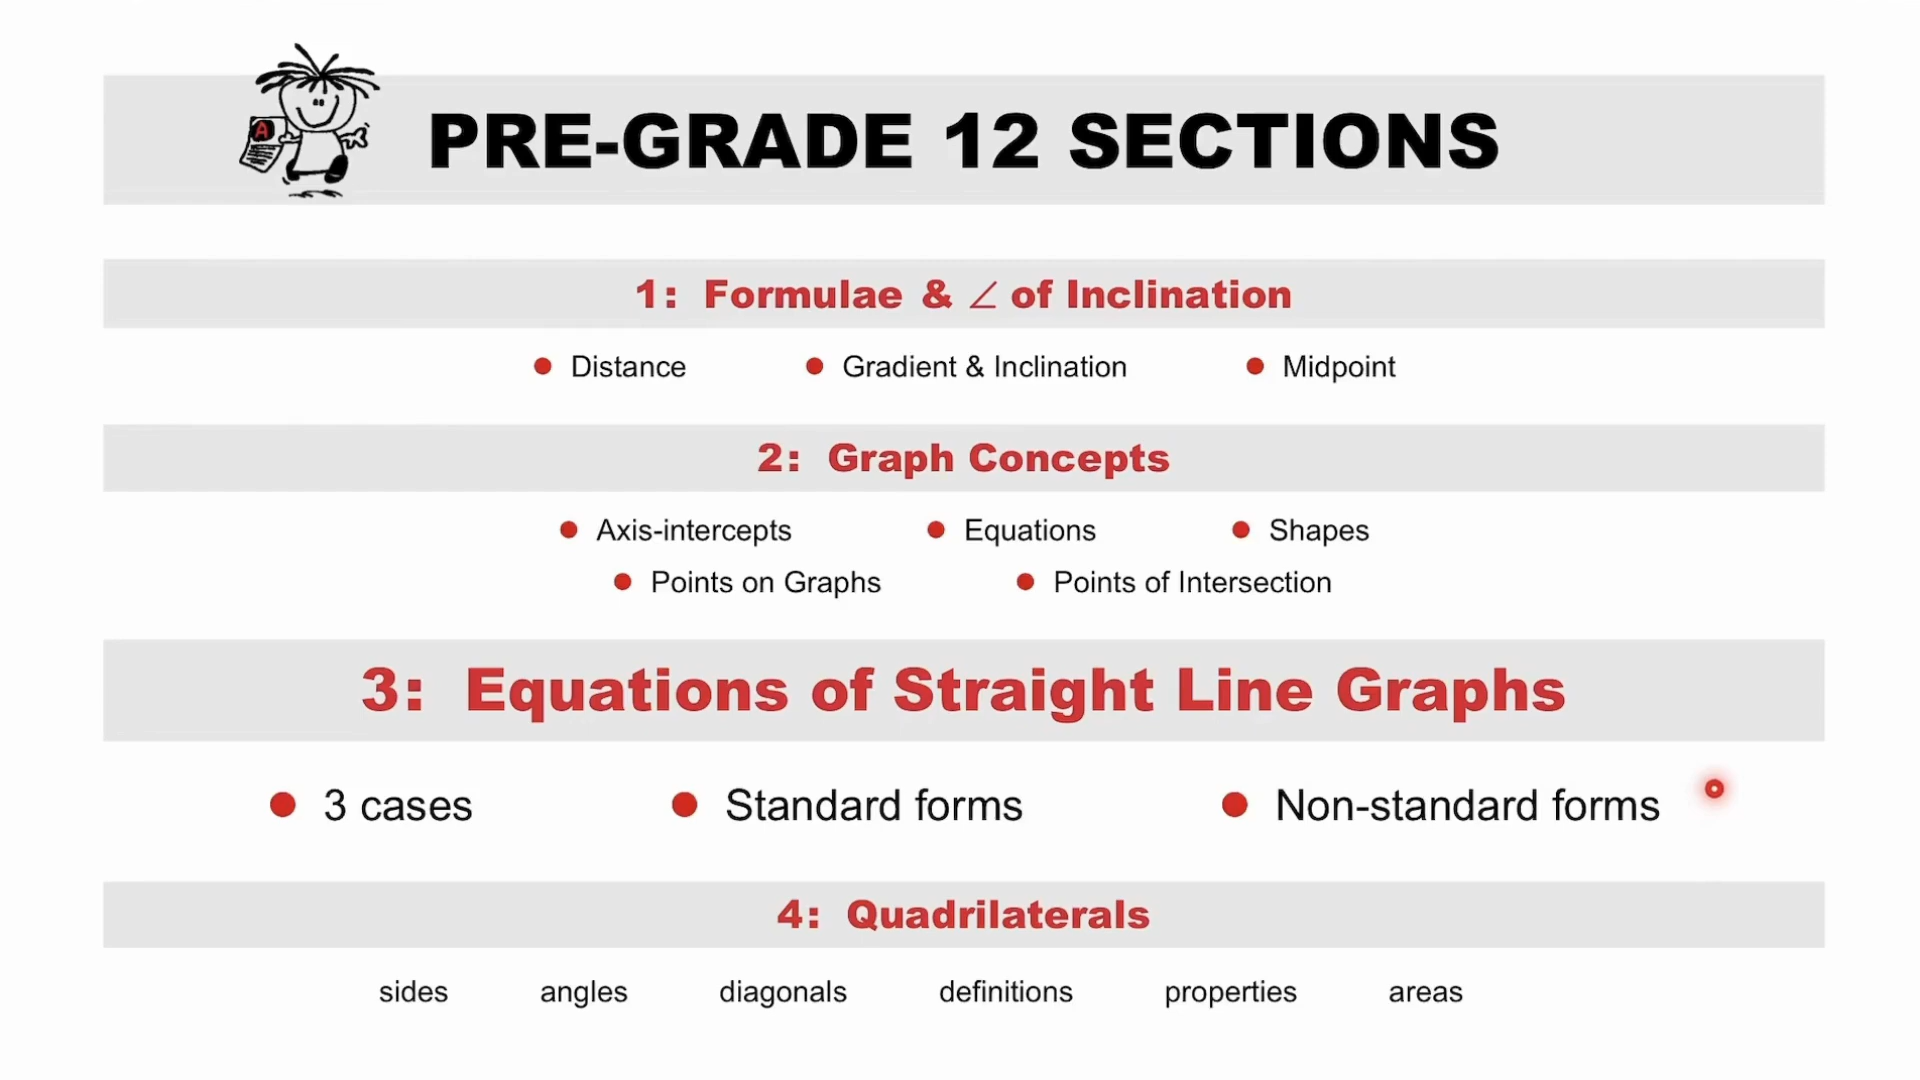 A
PRE-GRADE 12 SECTIONS
1: Formulae & ∠ of Inclination
• Distance • Gradient & Inclination • Midpoint
2: Graph Concepts
• Axis-intercepts • Equations • Shapes
• Points on Graphs • Points of Intersection
3: Equations of Straight Line Graphs
• 3 cases • Standard forms • Non-standard forms
4: Quadrilaterals
sides angles diagonals definitions properties areas